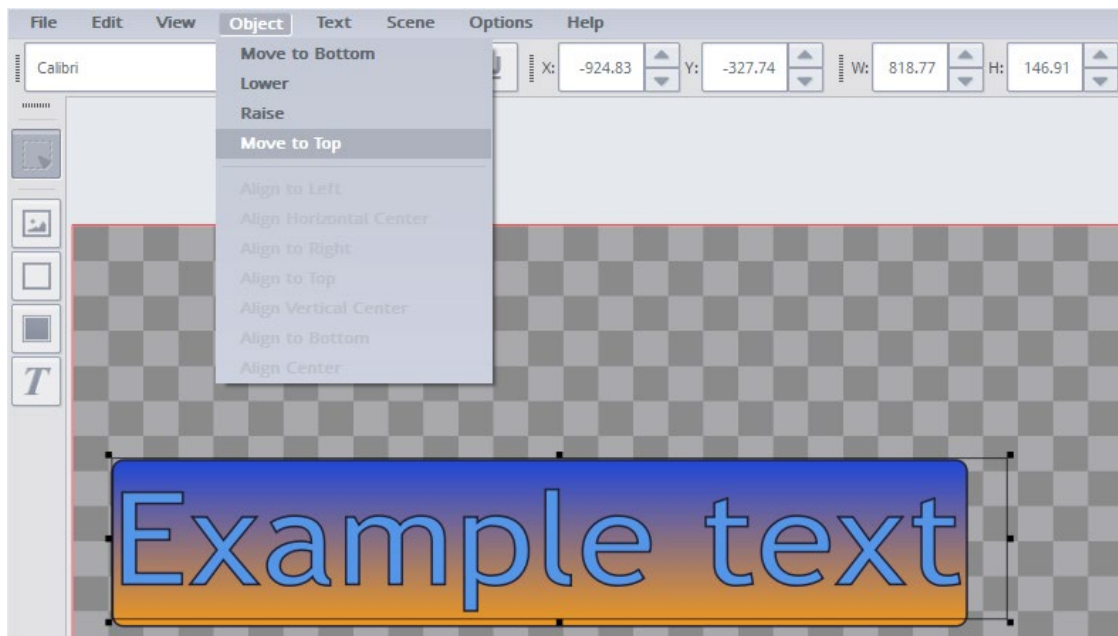 File Edit View Object Text Scene Options Help
Calibri X: -924.83 Y: -327.74 W: 818.77 H: 146.91
Move to Bottom
Lower
Raise
Move to Top
Align to Left
Align Horizontal Center
Align to Right
Align to Top
Align Vertical Center
Align to Bottom
Align Center
T
Example text